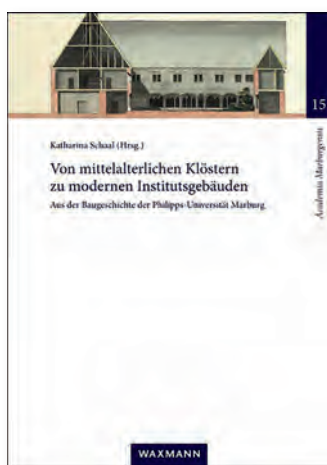 15
Academia Marburgensis
Katharina Schaal (Hrsg.)
Von mittelalterlichen Klöstern
zu modernen Institutsgebäuden
Aus der Baugeschichte der Philipps-Universität Marburg
WAXMANN